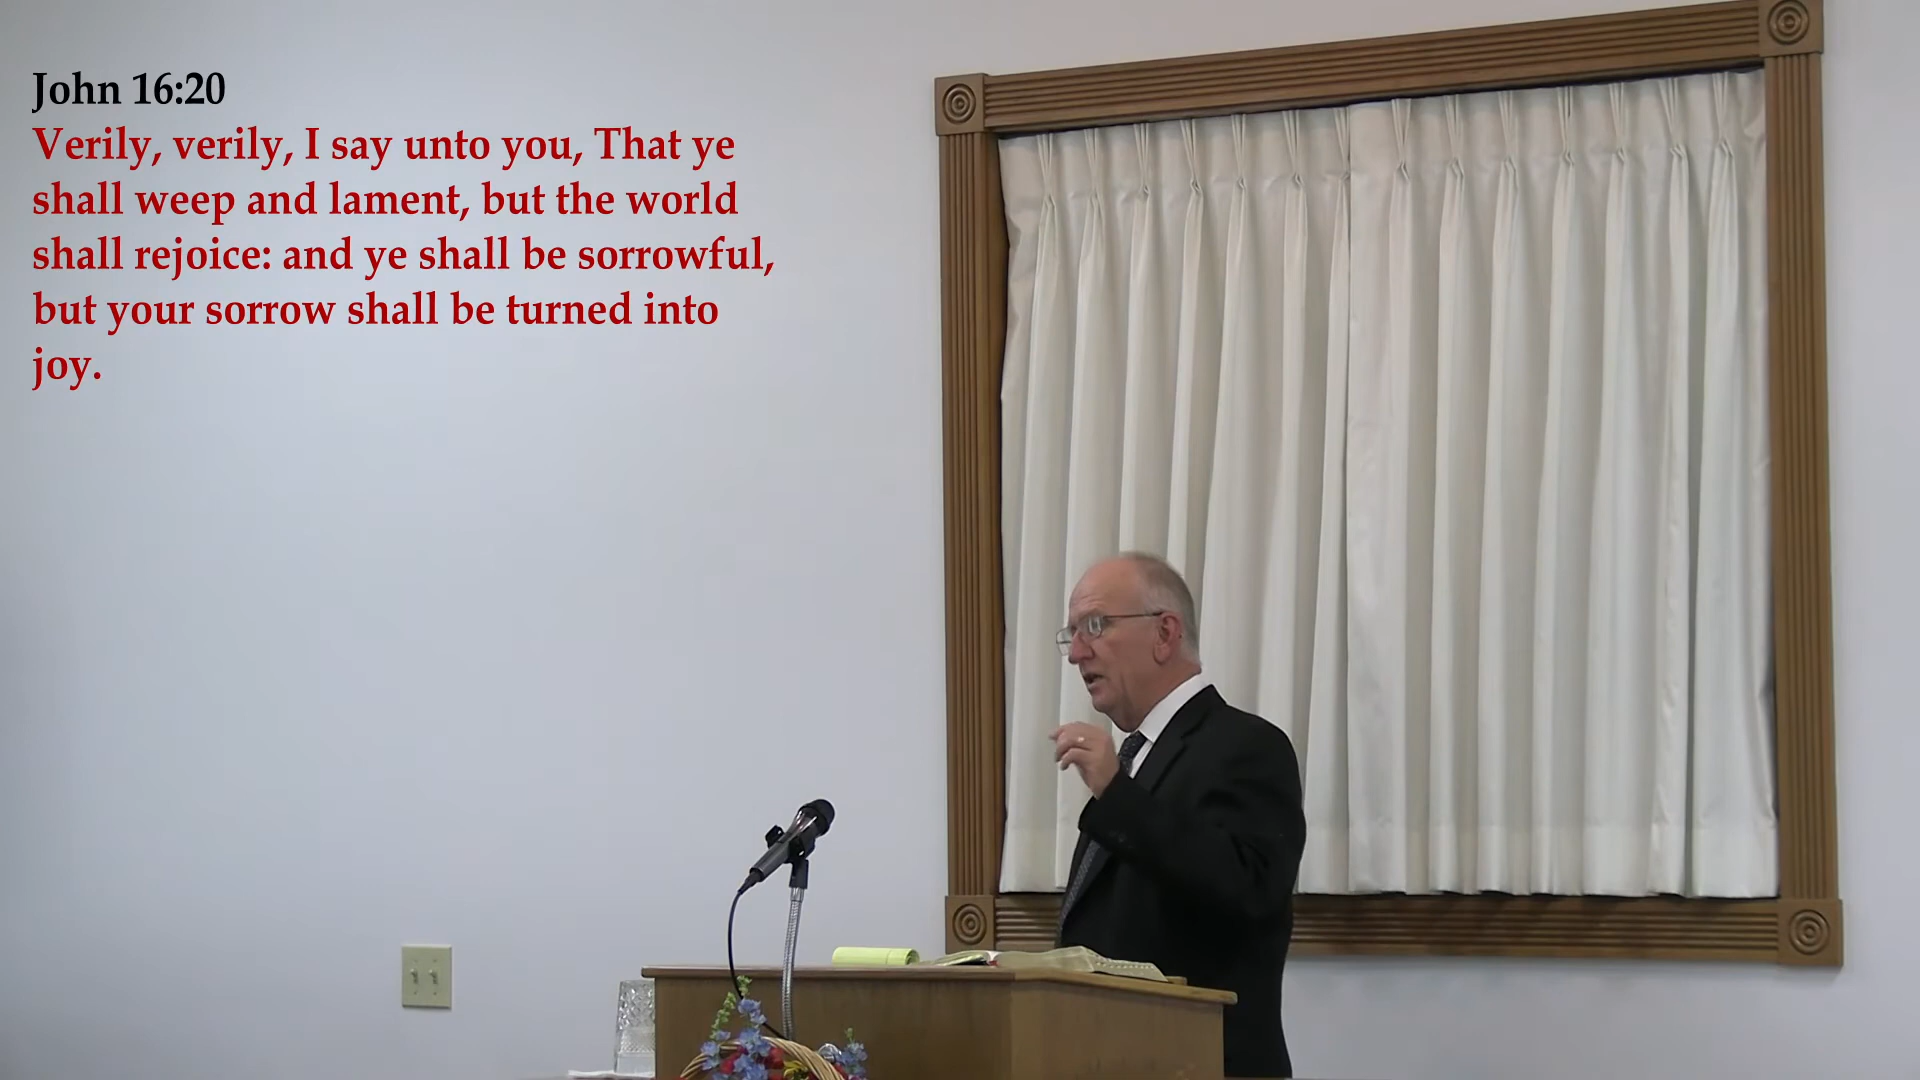 John 16:20
Verily, verily, I say unto you, That ye
shall weep and lament, but the world
shall rejoice: and ye shall be sorrowful,
but your sorrow shall be turned into
joy.